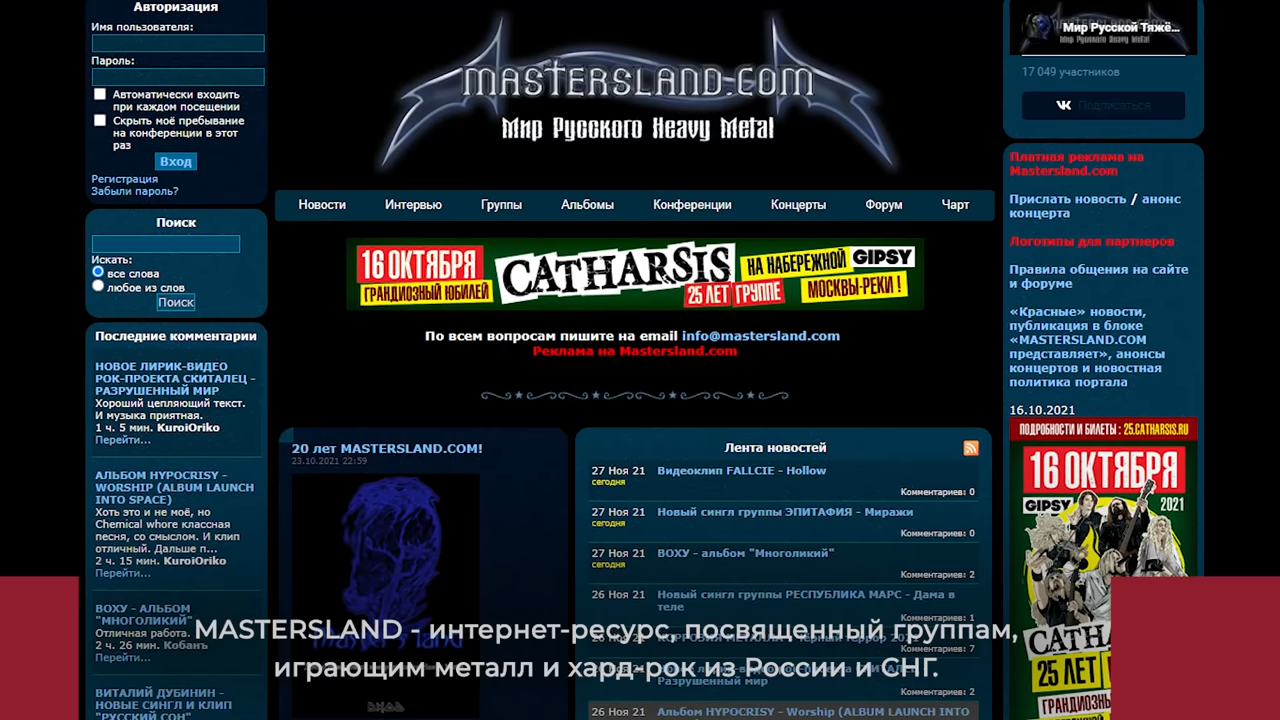 Авторизация
Имя пользователя:
Пароль:
Автоматически входить
при каждом посещении
Скрыть моё пребывание
на конференции в этот
раз
Вход
Регистрация
Забыли пароль?
Поиск
Искать:
все слова
любое из слов
Поиск
Последние комментарии
НОВОЕ ЛИРИК-ВИДЕО
РОК-ПРОЕКТА СКИТАЛЕЦ -
РАЗРУШЕННЫЙ МИР
Хороший цепляющий текст.
И музыка приятная.
1 ч. 5 мин. KuroiOriko
Перейти...
АЛЬБОМ HYPOCRISY -
WORSHIP (ALBUM LAUNCH
INTO SPACE)
Хоть это и не моё, но
Chemical whore классная
песня, со смыслом. И клип
отличный. Дальше п...
2 ч. 15 мин. KuroiOriko
Перейти...
ВОХУ - АЛЬБОМ
"МНОГОЛИКИЙ"
Отличная работа.
2 ч. 26 мин. Кобанъ
Перейти...
ВИТАЛИЙ ДУБИНИН -
НОВЫЕ СИНГЛ И КЛИП
"РУССКИЙ СОН"
MASTERSLAND.COM
Мир Русского Heavy Metal
Новости Интервью Группы Альбомы Конференции Концерты Форум Чарт
16 ОКТЯБРЯ
ГРАНДИОЗНЫЙ ЮБИЛЕЙ
CATHARSIS
25 ЛЕТ ГРУППЕ
НА НАБЕРЕЖНОЙ GIPSY
МОСКВЫ-РЕКИ !
По всем вопросам пишите на email info@mastersland.com
Реклама на Mastersland.com
20 лет MASTERSLAND.COM!
23.10.2021 22:59
Лента новостей
27 Ноя 21 Видеоклип FALLCIE - Hollow
сегодня
Комментариев: 0
27 Ноя 21 Новый сингл группы ЭПИТАФИЯ - Миражи
сегодня
Комментариев: 0
27 Ноя 21 ВОХУ - альбом "Многоликий"
сегодня
Комментариев: 2
26 Ноя 21 Новый сингл группы РЕСПУБЛИКА МАРС - Дама в
теле
Комментариев: 1
Комментариев: 7
Разрушенный мир
Комментариев: 2
26 Ноя 21 Альбом HYPOCRISY - Worship (ALBUM LAUNCH INTO
Мир Русской Тяжё...
17 049 участников
Подписаться
Платная реклама на
Mastersland.com
Прислать новость / анонс
концерта
Логотипы для партнеров
Правила общения на сайте
и форуме
«Красные» новости,
публикация в блоке
«MASTERSLAND.COM
представляет», анонсы
концертов и новостная
политика портала
16.10.2021
ПОДРОБНОСТИ И БИЛЕТЫ : 25.CATHARSIS.RU
16 ОКТЯБРЯ
GIPSY 2021
MASTERSLAND - интернет-ресурс, посвященный группам,
играющим металл и хард-рок из России и СНГ.